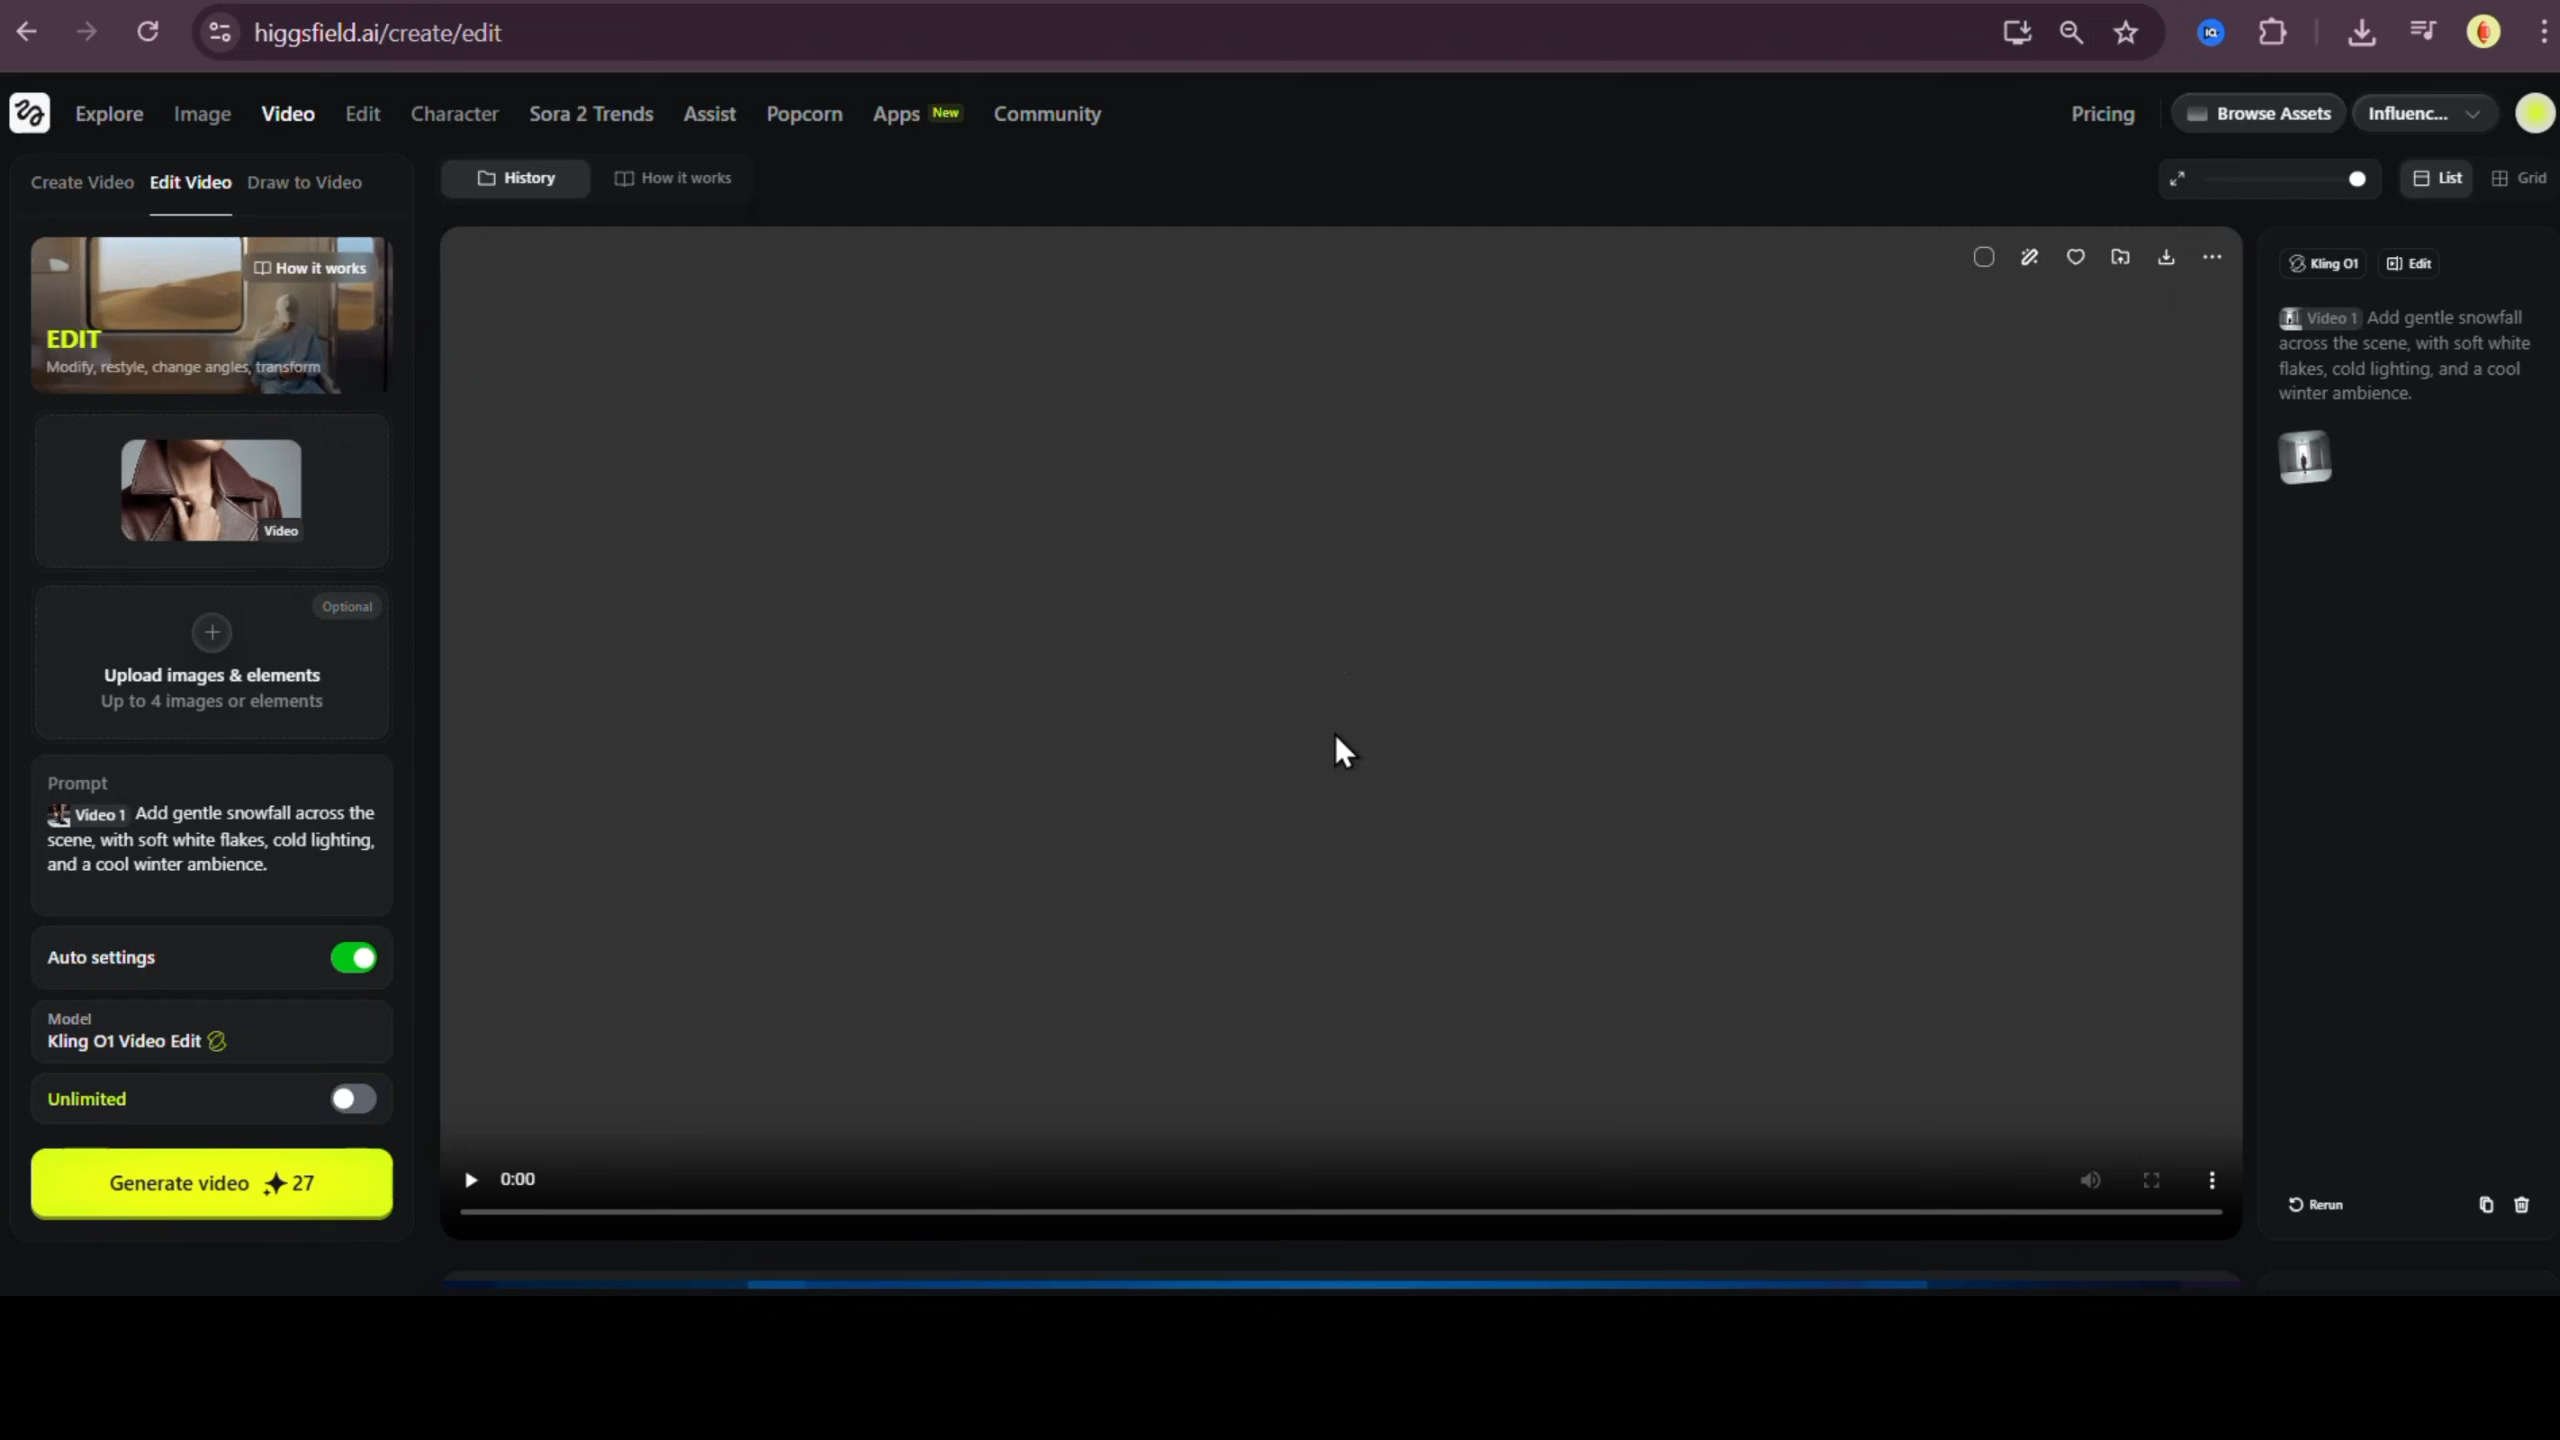 higgsfield.ai/create/edit
Explore Image Video Edit Character Sora 2 Trends Assist Popcorn Apps New Community Pricing Browse Assets Influenc...
Create Video Edit Video Draw to Video
History How it works
List Grid
How it works
EDIT
Modify, restyle, change angles, transform
Video
Optional
Upload images & elements
Up to 4 images or elements
Prompt
Video 1 Add gentle snowfall across the
scene, with soft white flakes, cold lighting,
and a cool winter ambience.
Auto settings
Model
Kling O1 Video Edit
Unlimited
Generate video 27
0:00
Kling O1 Edit
Video 1 Add gentle snowfall
across the scene, with soft white
flakes, cold lighting, and a cool
winter ambience.
Rerun